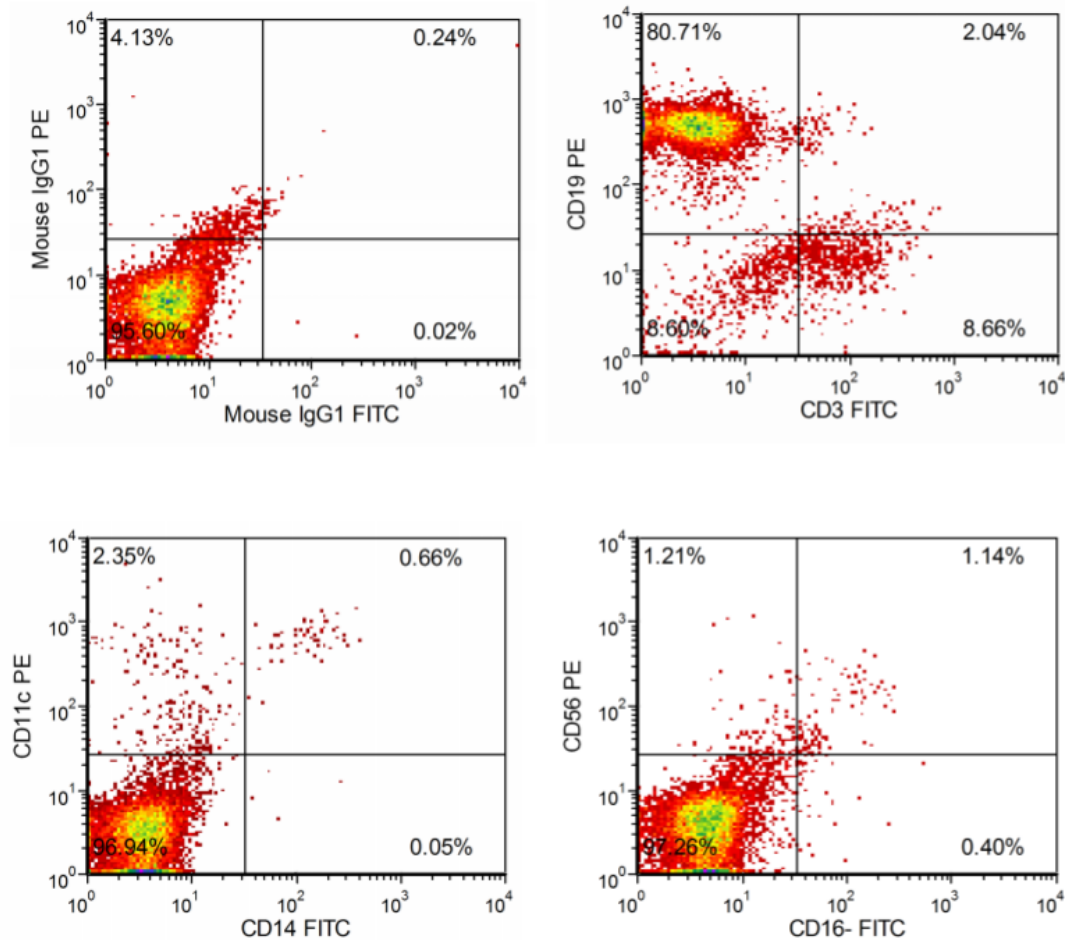 4.13% 0.24%
95.60% 0.02%
10⁴
10³
10²
10¹
10⁰
Mouse IgG1 PE
10⁰ 10¹ 10² 10³ 10⁴
Mouse IgG1 FITC
80.71% 2.04%
8.60% 8.66%
10⁴
10³
10²
10¹
10⁰
CD19 PE
10⁰ 10¹ 10² 10³ 10⁴
CD3 FITC
2.35% 0.66%
96.94% 0.05%
10⁴
10³
10²
10¹
10⁰
CD11c PE
10⁰ 10¹ 10² 10³ 10⁴
CD14 FITC
1.21% 1.14%
97.26% 0.40%
10⁴
10³
10²
10¹
10⁰
CD56 PE
10⁰ 10¹ 10² 10³ 10⁴
CD16- FITC